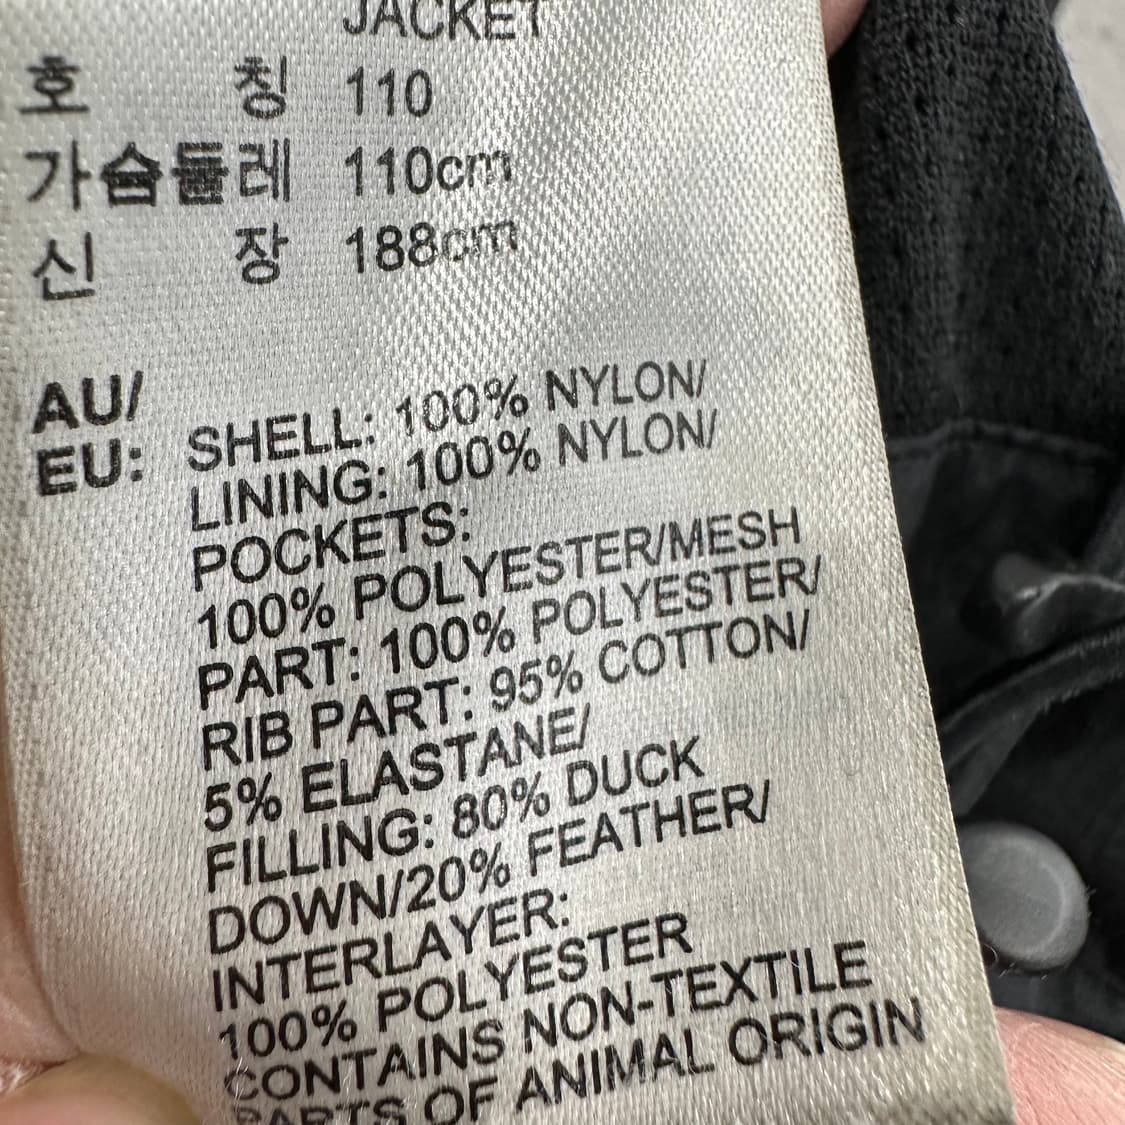 JACKET
호 칭 110
가슴둘레 110cm
신 장 188cm
AU/
EU: SHELL: 100% NYLON/
LINING: 100% NYLON/
POCKETS:
100% POLYESTER/MESH
PART: 100% POLYESTER/
RIB PART: 95% COTTON/
5% ELASTANE/
FILLING: 80% DUCK
DOWN/20% FEATHER/
INTERLAYER:
100% POLYESTER
CONTAINS NON-TEXTILE
PARTS OF ANIMAL ORIGIN